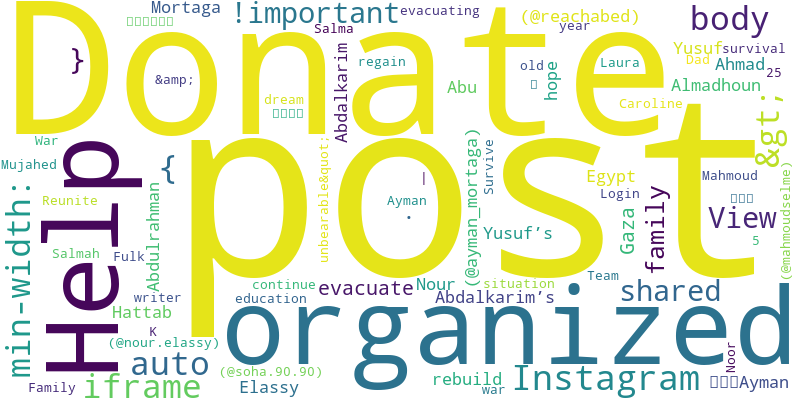 Donate
post
organized
Help
Mortaga
!important
evacuating
(@reachabed)
body
Salma
year
Yusuf
survival
}
&amp;
Abdalkarim
regain
old
hope
Laura
Dad
Ahmad
25
Abu
Almadhoun
dream
Caroline
&gt;
War
Mujahed
{
unbearable&quot;
|
Ayman
.
(@ayman_mortaga)
Survive
Egypt
Login
Mahmoud
View
(@mahmoudselme)
min-width:
Reunite
Abdulrahman
Yusuf's
Gaza
family
5
Salmah
Fulk
writer
Hattab
K
(@nour.elassy)
continue
education
evacuate
Nour
situation
Team
Abdalkarim's
shared
auto
iframe
Family
(@soha.90.90)
Elassy
rebuild
war
Instagram
Noor
Ayman